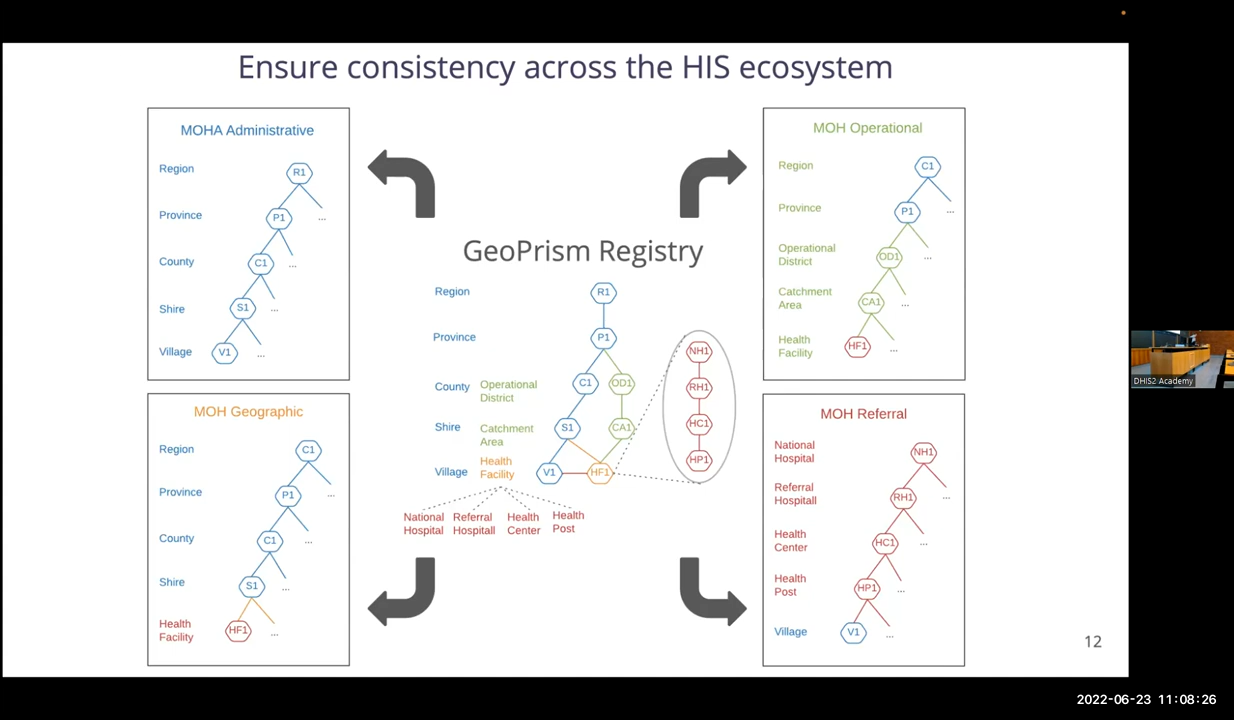 Ensure consistency across the HIS ecosystem
MOHA Administrative
Region
R1
Province
P1
...
County
C1
...
Shire
S1
...
Village
V1
...
MOH Operational
Region
C1
Province
P1
...
Operational
District
OD1
...
Catchment
Area
CA1
...
Health
Facility
HF1
...
GeoPrism Registry
Region
R1
Province
P1
County
Operational
District
C1
OD1
Shire
Catchment
Area
S1
CA1
Village
Health
Facility
V1
HF1
NH1
RH1
HC1
HP1
National
Hospital
Referral
Hospitall
Health
Center
Health
Post
MOH Geographic
Region
C1
Province
P1
...
County
C1
...
Shire
S1
...
Health
Facility
HF1
...
MOH Referral
National
Hospital
NH1
Referral
Hospitall
RH1
...
Health
Center
HC1
...
Health
Post
HP1
...
Village
V1
...
12
DHIS2 Academy
2022-06-23 11:08:26